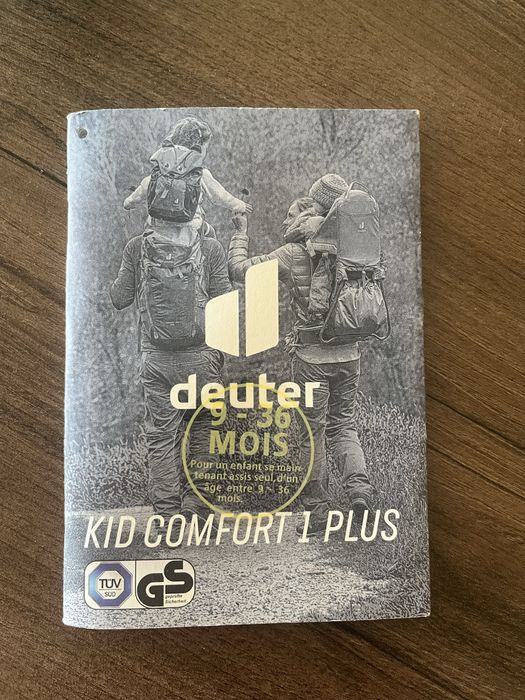 deuter
9 - 36
MOIS
Pour un enfant se main-
tenant assis seul, d'un
âge entre 9 - 36
mois.
KID COMFORT 1 PLUS
TÜV
SÜD
GS
geprüfte
Sicherheit